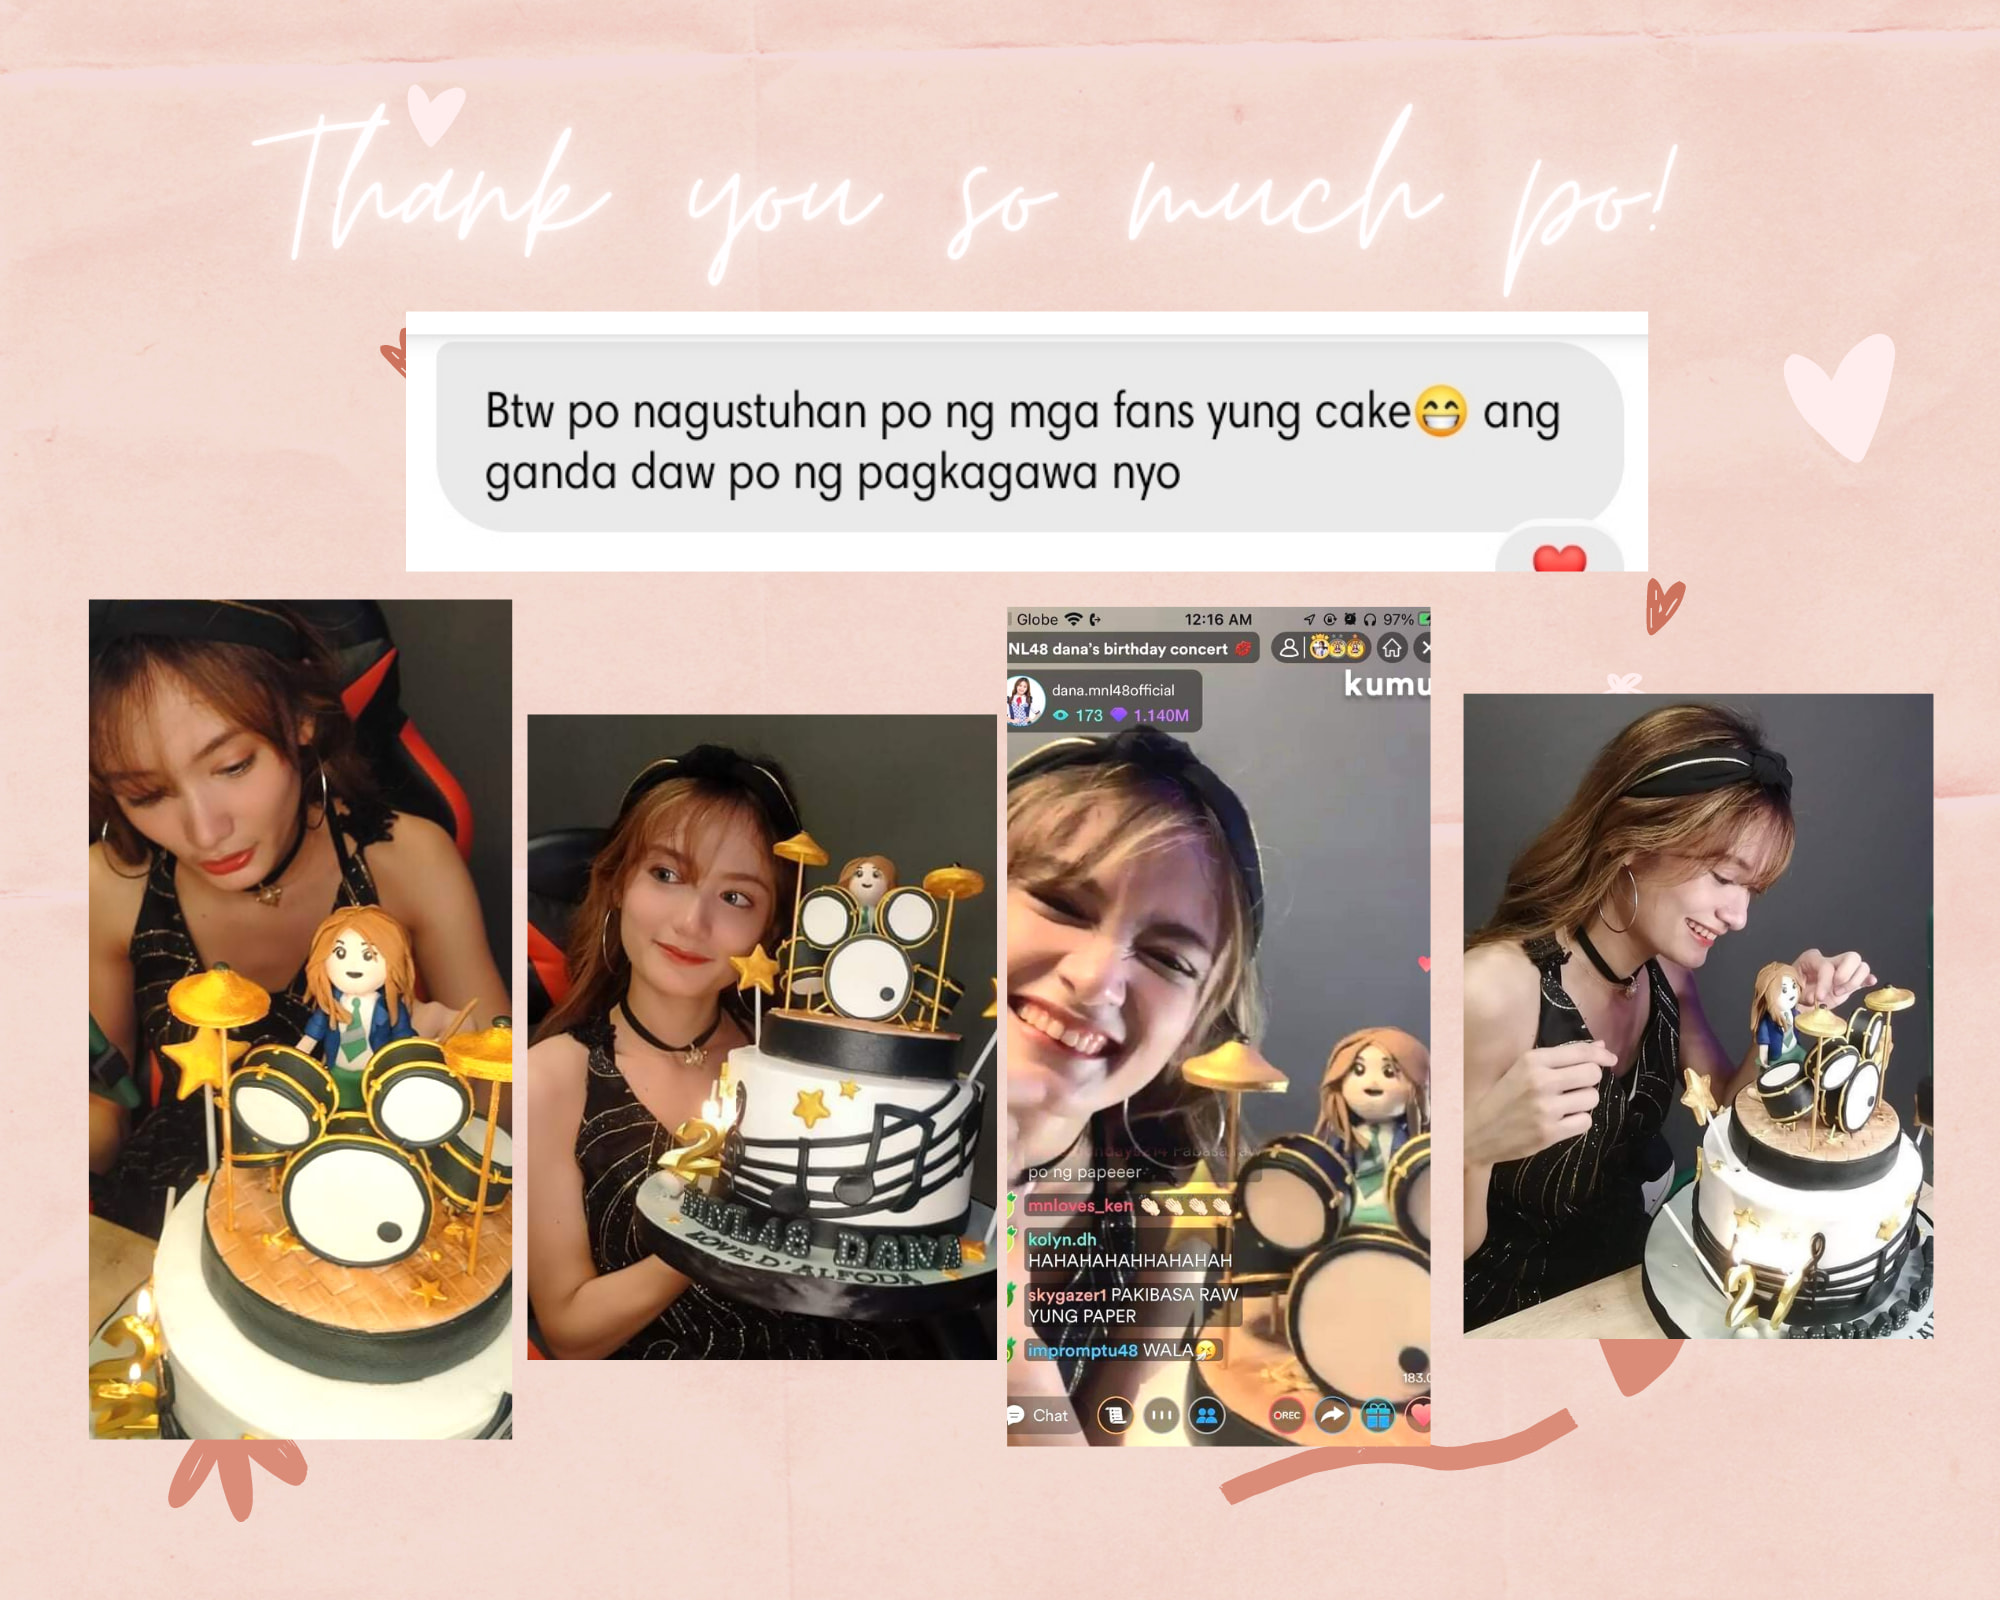 Thank you so much po!
Btw po nagustuhan po ng mga fans yung cake😁 ang
ganda daw po ng pagkagawa nyo
2
MNL48 DANA
LOVE D'ALFODA
Globe 12:16 AM 97%
NL48 dana's birthday concert
kumu
dana.mnl48official
173 1.140M
po ng papeeer
mnloves_keh 👏🏻👏🏻👏🏻👏🏻
kolyn.dh
HAHAHAHAHHAHAHAH
skygazer1 PAKIBASA RAW
YUNG PAPER
impromptu48 WALA🤧
183.0
Chat
REC
21